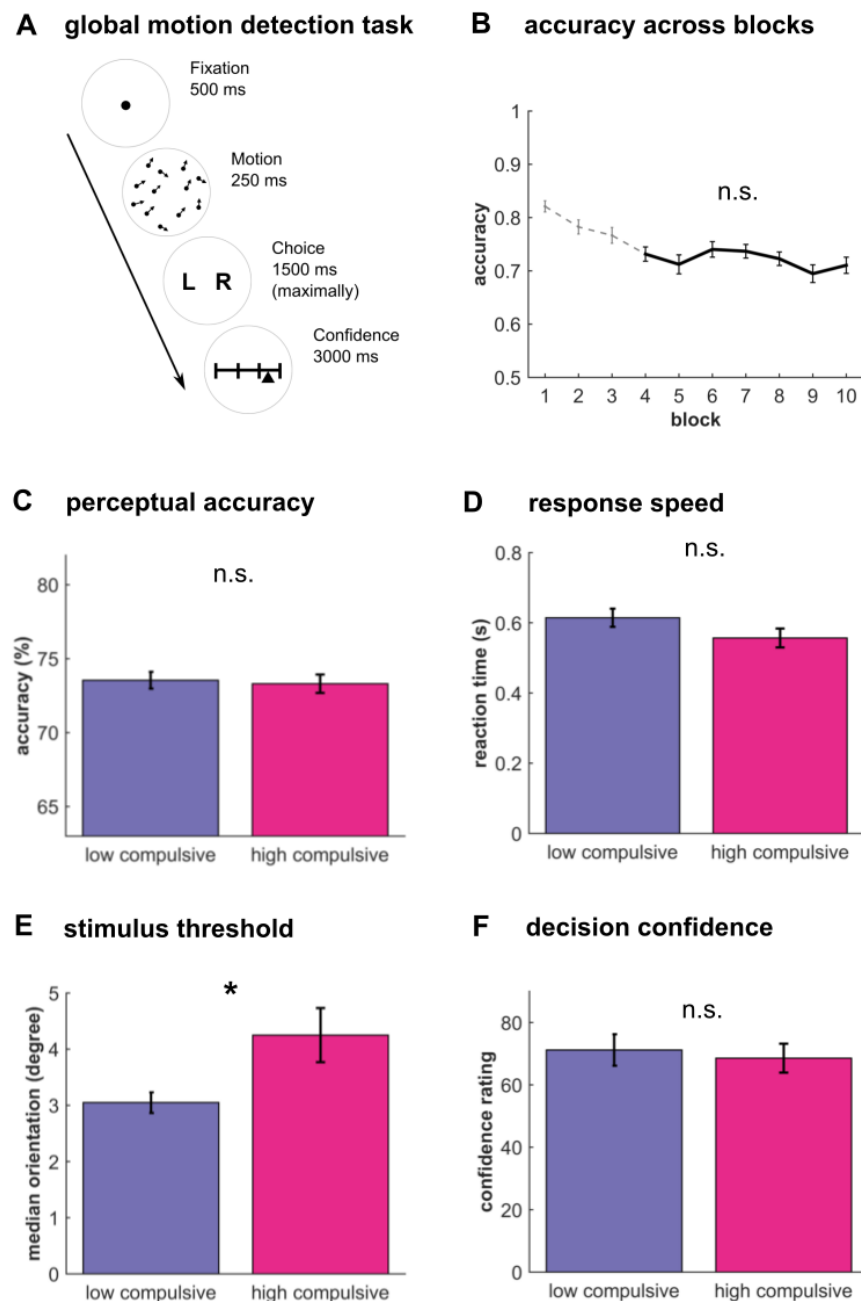 A global motion detection task
Fixation
500 ms
Motion
250 ms
L R
Choice
1500 ms
(maximally)
Confidence
3000 ms
B accuracy across blocks
n.s.
accuracy
1
0.9
0.8
0.7
0.6
0.5
1 2 3 4 5 6 7 8 9 10
block
C perceptual accuracy
n.s.
accuracy (%)
80
75
70
65
low compulsive high compulsive
D response speed
n.s.
reaction time (s)
0.8
0.6
0.4
0.2
0
low compulsive high compulsive
E stimulus threshold
*
median orientation (degree)
5
4
3
2
1
0
low compulsive high compulsive
F decision confidence
n.s.
confidence rating
80
60
40
20
0
low compulsive high compulsive